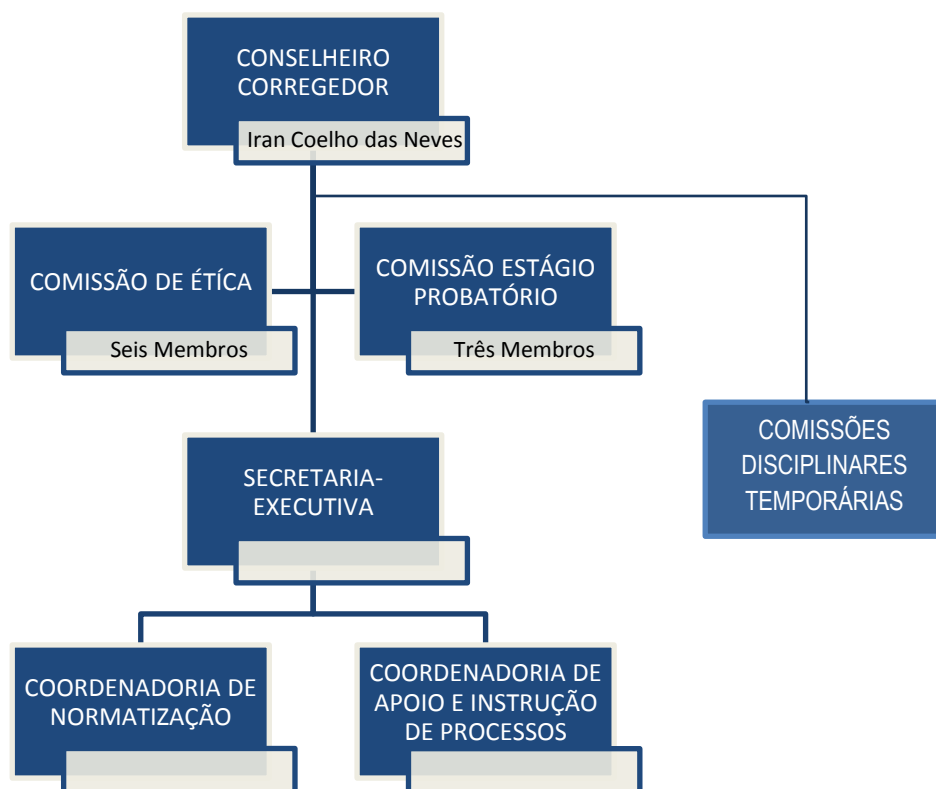 CONSELHEIRO
CORREGEDOR
Iran Coelho das Neves
COMISSÃO DE ÉTÍCA
Seis Membros
COMISSÃO ESTÁGIO
PROBATÓRIO
Três Membros
COMISSÕES
DISCIPLINARES
TEMPORÁRIAS
SECRETARIA-
EXECUTIVA
COORDENADORIA DE
NORMATIZAÇÃO
COORDENADORIA DE
APOIO E INSTRUÇÃO
DE PROCESSOS